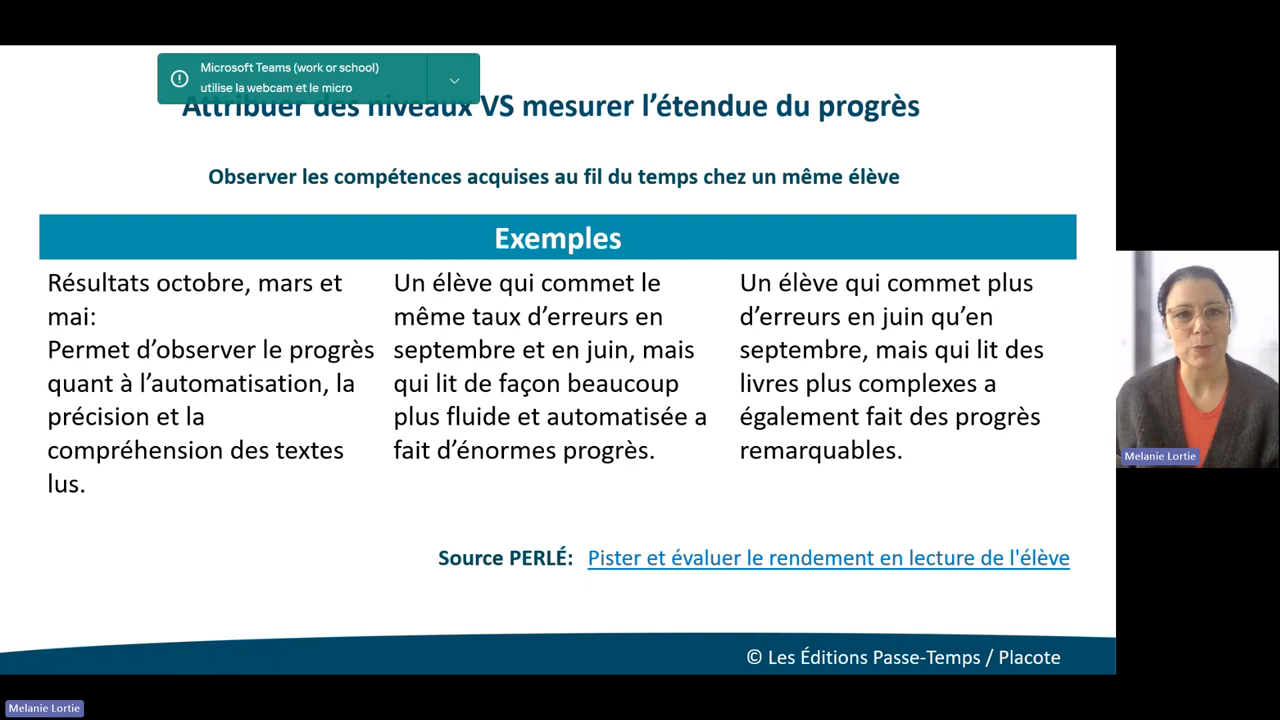 Microsoft Teams (work or school)
utilise la webcam et le micro
Attribuer des niveaux VS mesurer l'étendue du progrès
Observer les compétences acquises au fil du temps chez un même élève
Exemples
Résultats octobre, mars et
mai:
Permet d'observer le progrès
quant à l'automatisation, la
précision et la
compréhension des textes
lus.
Un élève qui commet le
même taux d'erreurs en
septembre et en juin, mais
qui lit de façon beaucoup
plus fluide et automatisée a
fait d'énormes progrès.
Un élève qui commet plus
d'erreurs en juin qu'en
septembre, mais qui lit des
livres plus complexes a
également fait des progrès
remarquables.
Source PERLÉ: Pister et évaluer le rendement en lecture de l'élève
© Les Éditions Passe-Temps / Placote
Melanie Lortie
Melanie Lortie